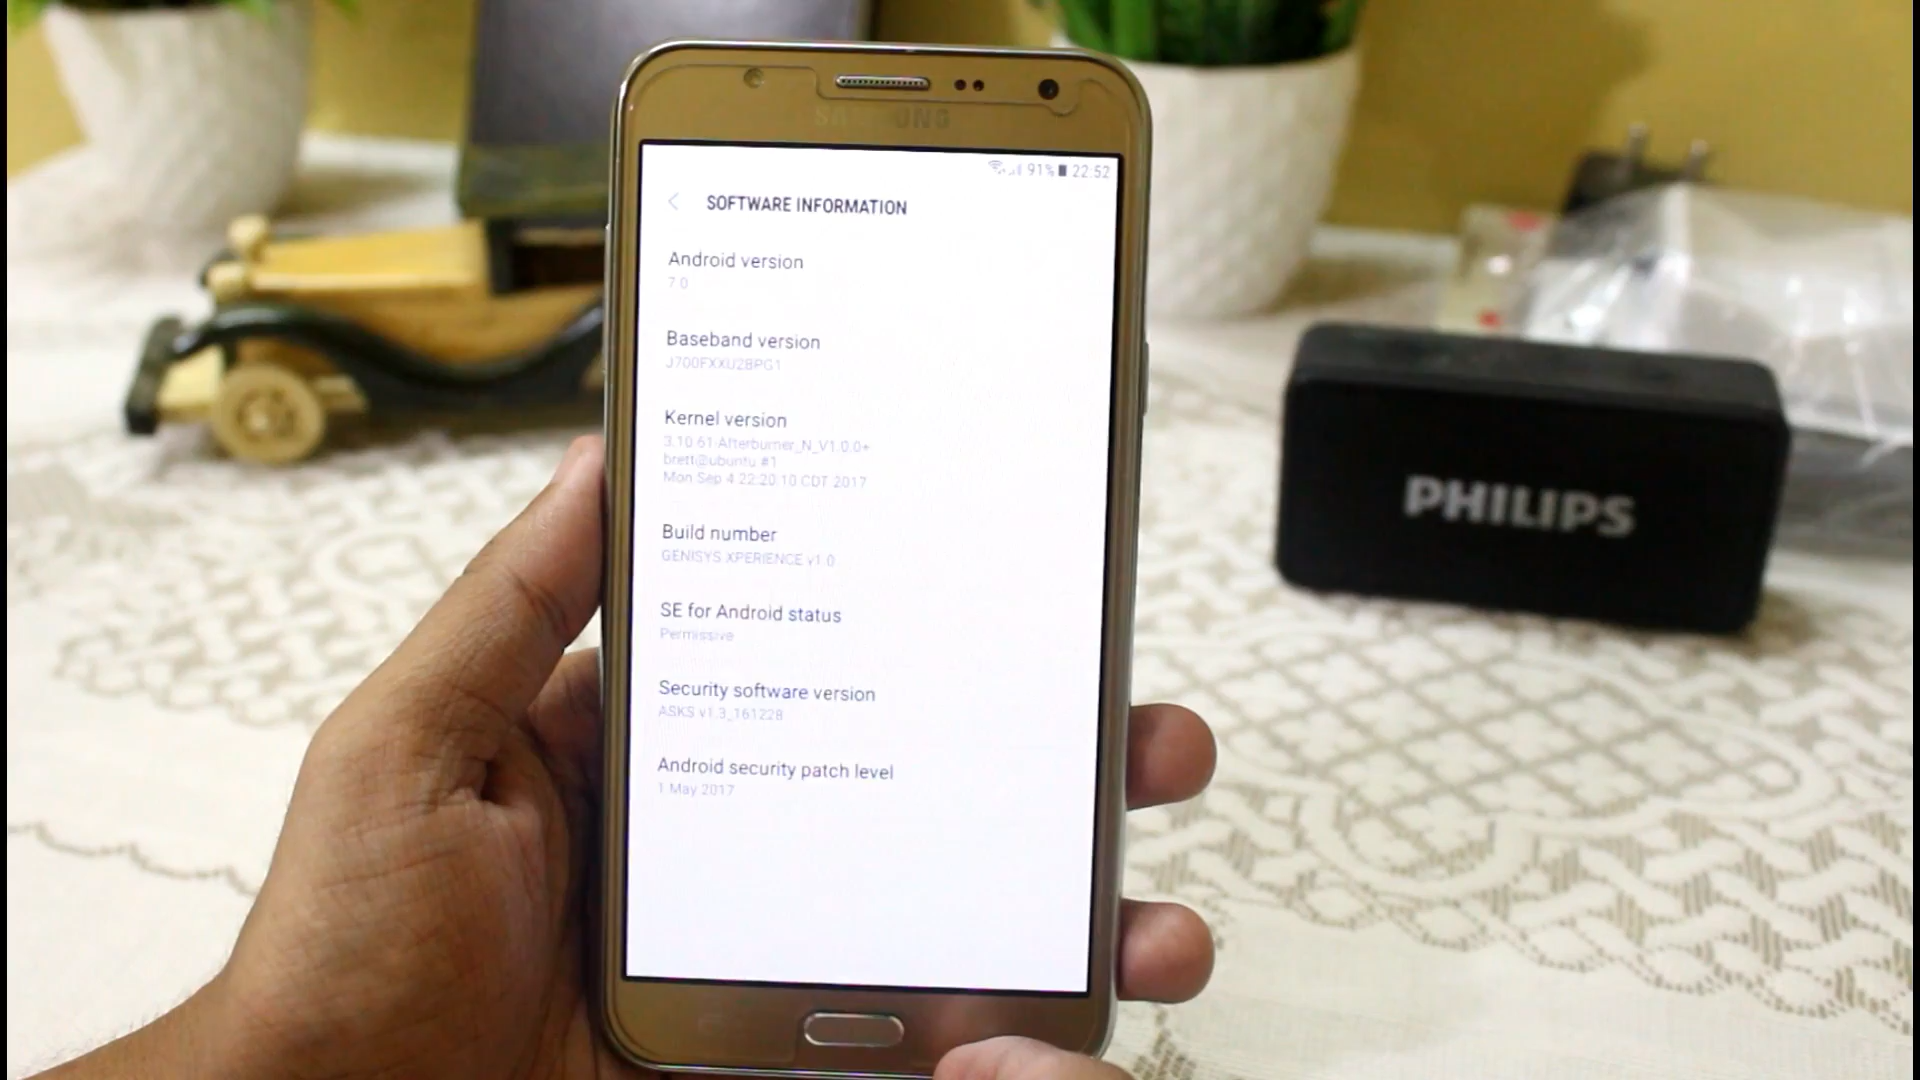 SAMSUNG
91% 22:52
SOFTWARE INFORMATION
Android version
7.0
Baseband version
J700FXXU2BPG1
Kernel version
3.10.61-Afterburner_N_V1.0.0+
brett@ubuntu #1
Mon Sep 4 22:20:10 CDT 2017
Build number
GENISYS XPERIENCE v1.0
SE for Android status
Permissive
Security software version
ASKS v1.3_161228
Android security patch level
1 May 2017
PHILIPS